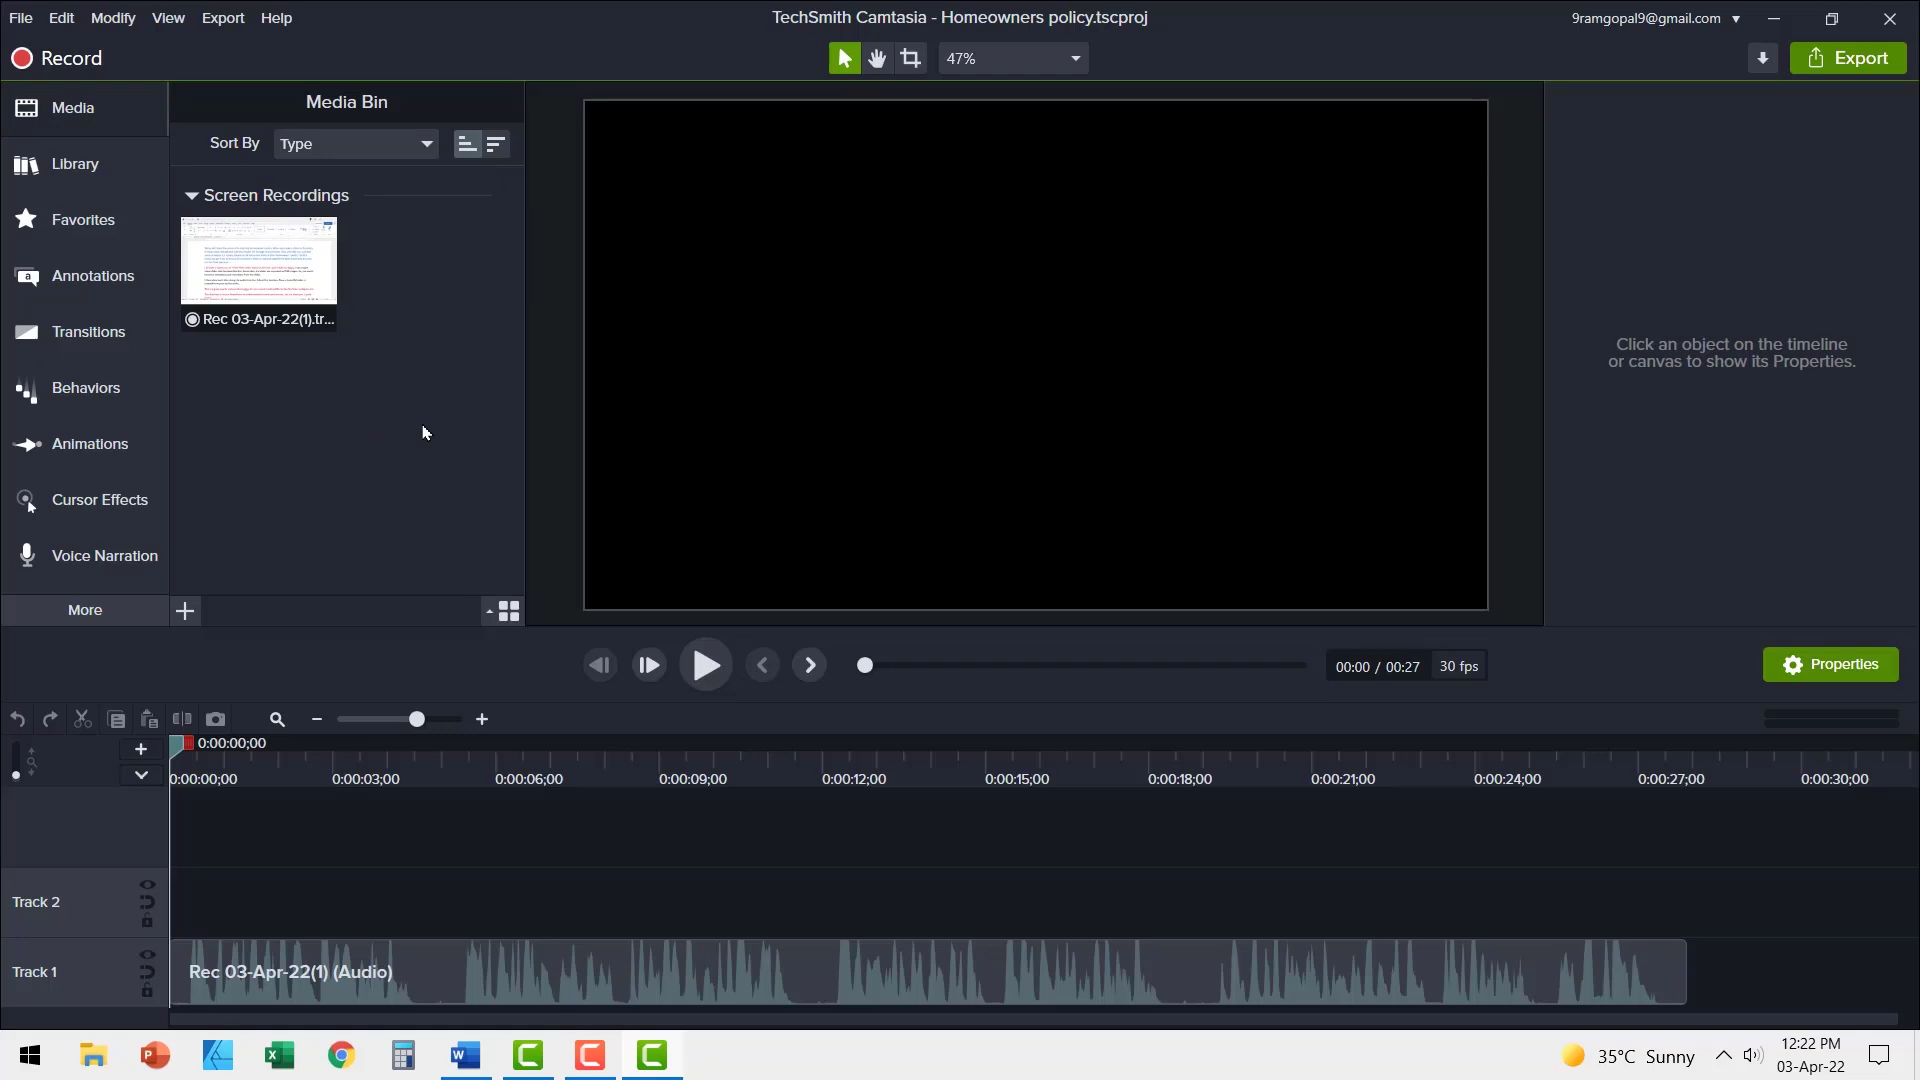 File Edit Modify View Export Help
TechSmith Camtasia - Homeowners policy.tscproj
9ramgopal9@gmail.com
Record
47%
Export
Media
Library
Favorites
Annotations
Transitions
Behaviors
Animations
Cursor Effects
Voice Narration
More
Media Bin
Sort By Type
Screen Recordings
Rec 03-Apr-22(1).tr...
Click an object on the timeline
or canvas to show its Properties.
00:00 / 00:27 30 fps
Properties
0:00:00;00
0:00:00;00 0:00:03;00 0:00:06;00 0:00:09;00 0:00:12;00 0:00:15;00 0:00:18;00 0:00:21;00 0:00:24;00 0:00:27;00 0:00:30;00
Track 2
Track 1
Rec 03-Apr-22(1) (Audio)
35°C Sunny
12:22 PM
03-Apr-22